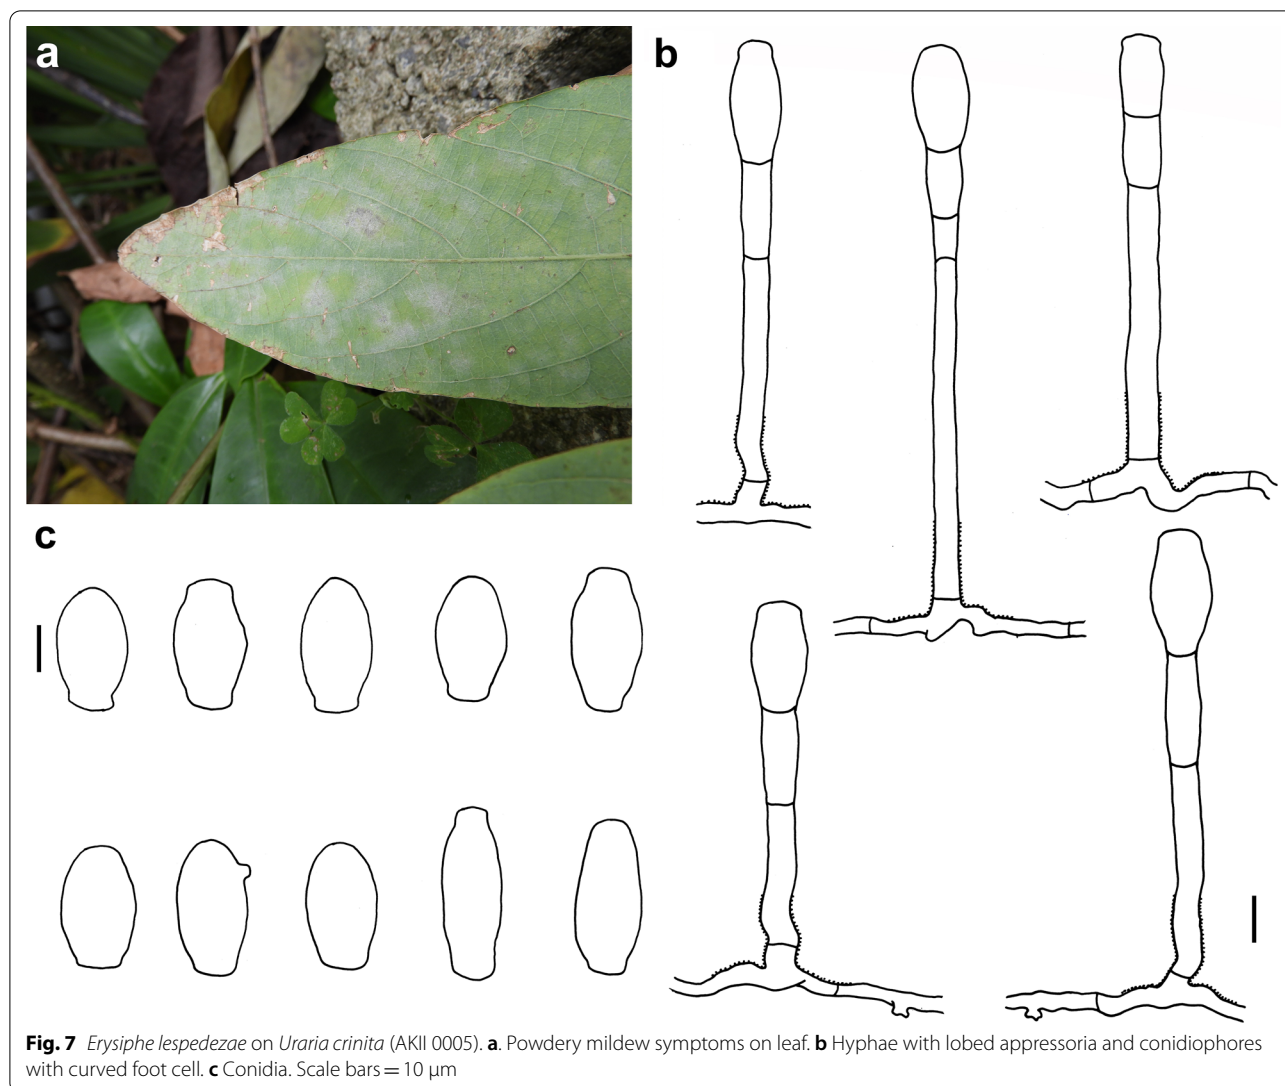 a
b
c
Fig. 7 Erysiphe lespedezae on Uraria crinita (AKII 0005). a. Powdery mildew symptoms on leaf. b Hyphae with lobed appressoria and conidiophores
with curved foot cell. c Conidia. Scale bars = 10 μm